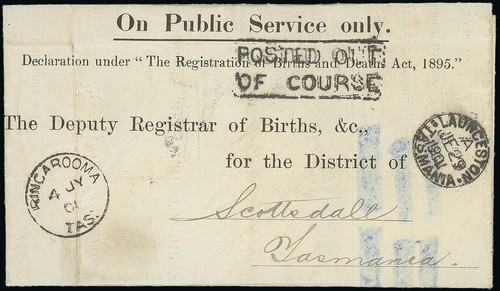 On Public Service only.
POSTED OUT
OF COURSE
Declaration under "The Registration of Births and Deaths Act, 1895."
The Deputy Registrar of Births, &c.,
for the District of
LAUNCESTON
4
JE 29
1901
TASMANIA
RINGAROOMA
4 JY
01
TAS.
Scottsdall
Tasmania.